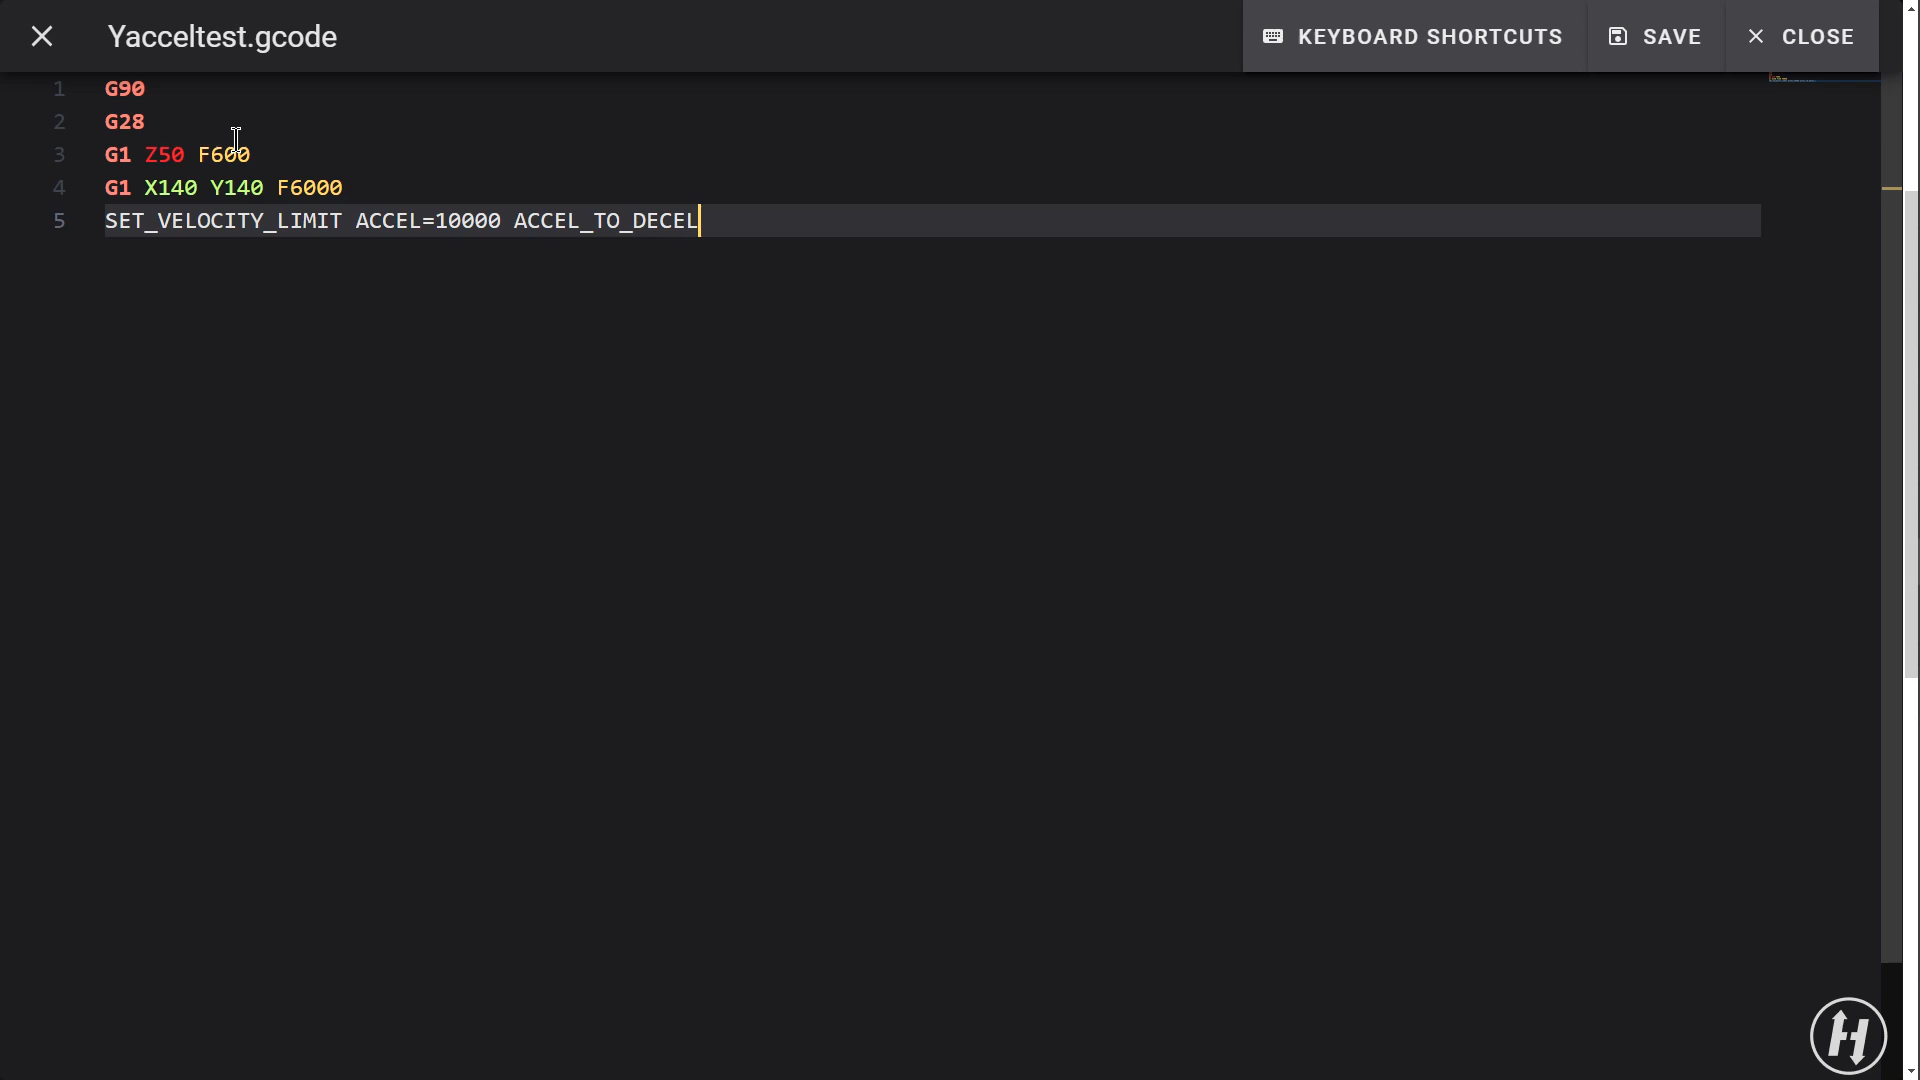 Yacceltest.gcode
KEYBOARD SHORTCUTS
SAVE
CLOSE
1 G90
2 G28
3 G1 Z50 F600
4 G1 X140 Y140 F6000
5 SET_VELOCITY_LIMIT ACCEL=10000 ACCEL_TO_DECEL